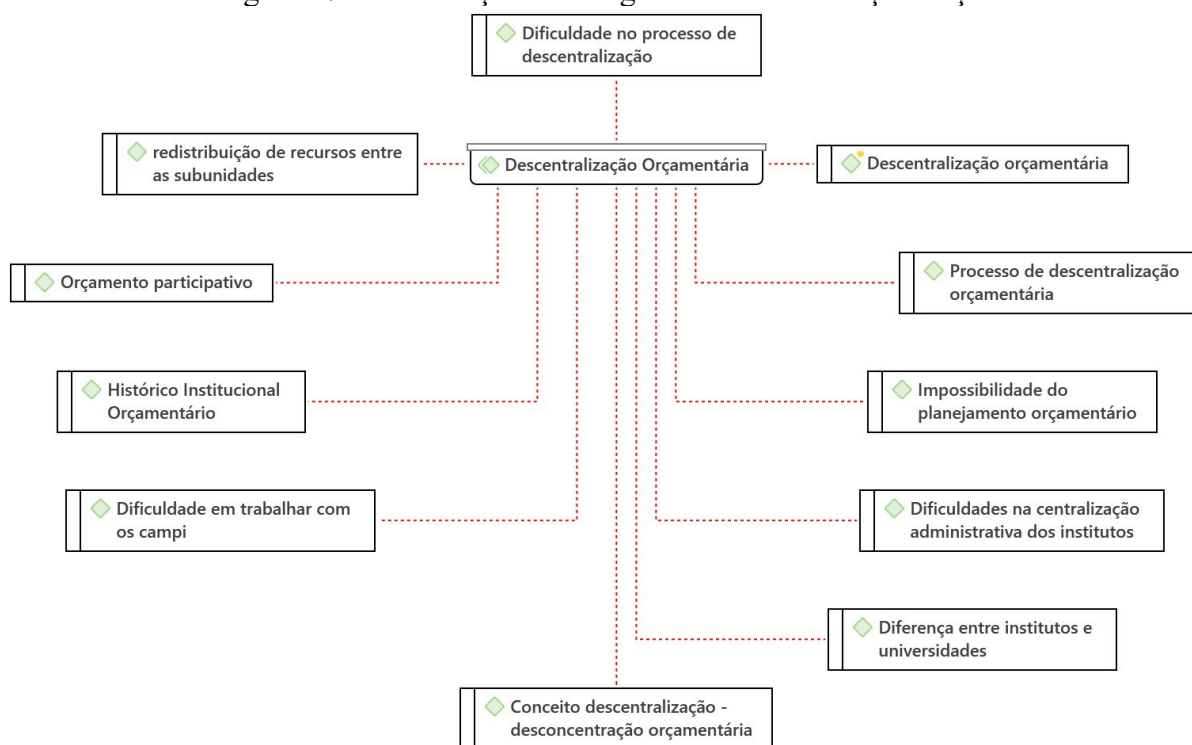 Dificuldade no processo de
descentralização
redistribuição de recursos entre
as subunidades
Descentralização Orçamentária
Descentralização orçamentária
Orçamento participativo
Processo de descentralização
orçamentária
Histórico Institucional
Orçamentário
Impossibilidade do
planejamento orçamentário
Dificuldade em trabalhar com
os campi
Dificuldades na centralização
administrativa dos institutos
Diferença entre institutos e
universidades
Conceito descentralização -
desconcentração orçamentária